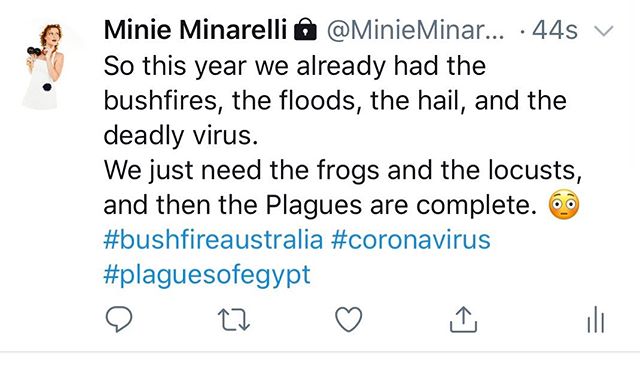 Minie Minarelli @MinieMinar... · 44s
So this year we already had the
bushfires, the floods, the hail, and the
deadly virus.
We just need the frogs and the locusts,
and then the Plagues are complete. 😳
#bushfireaustralia #coronavirus
#plaguesofegypt